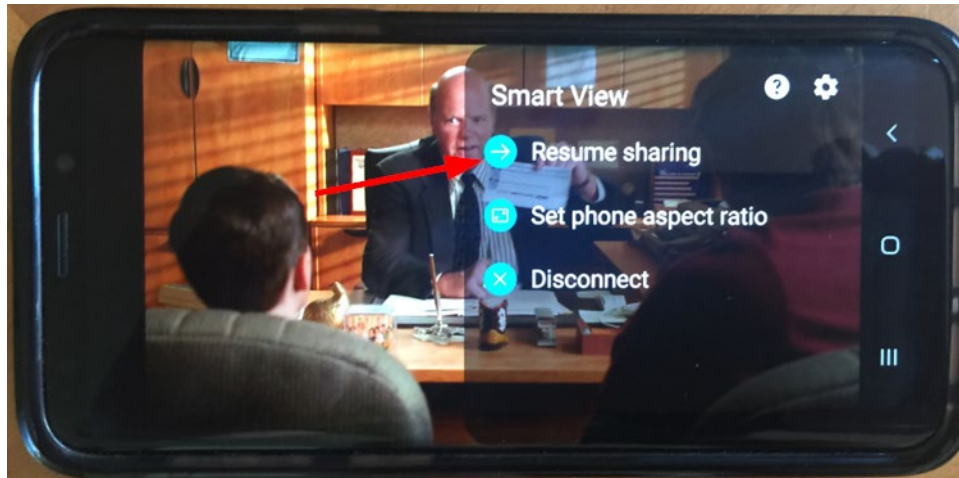 Smart View
Resume sharing
Set phone aspect ratio
Disconnect